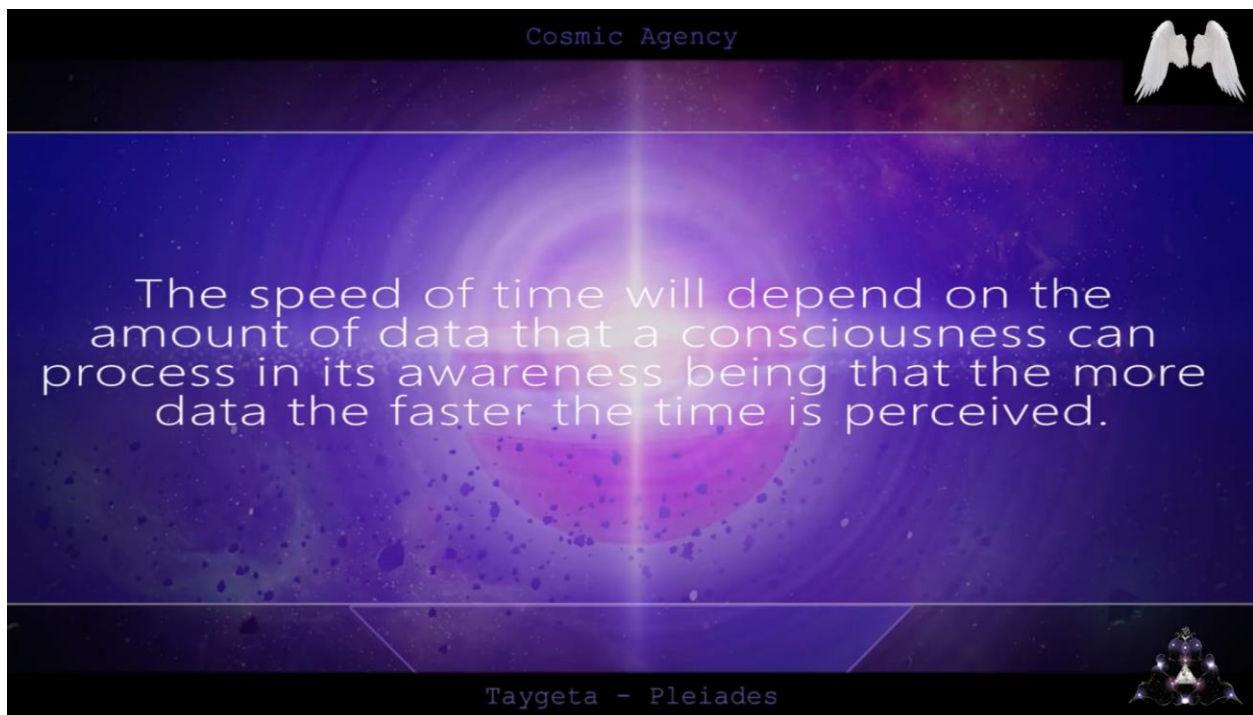 Cosmic Agency
The speed of time will depend on the
amount of data that a consciousness can
process in its awareness being that the more
data the faster the time is perceived.
Taygeta - Pleiades